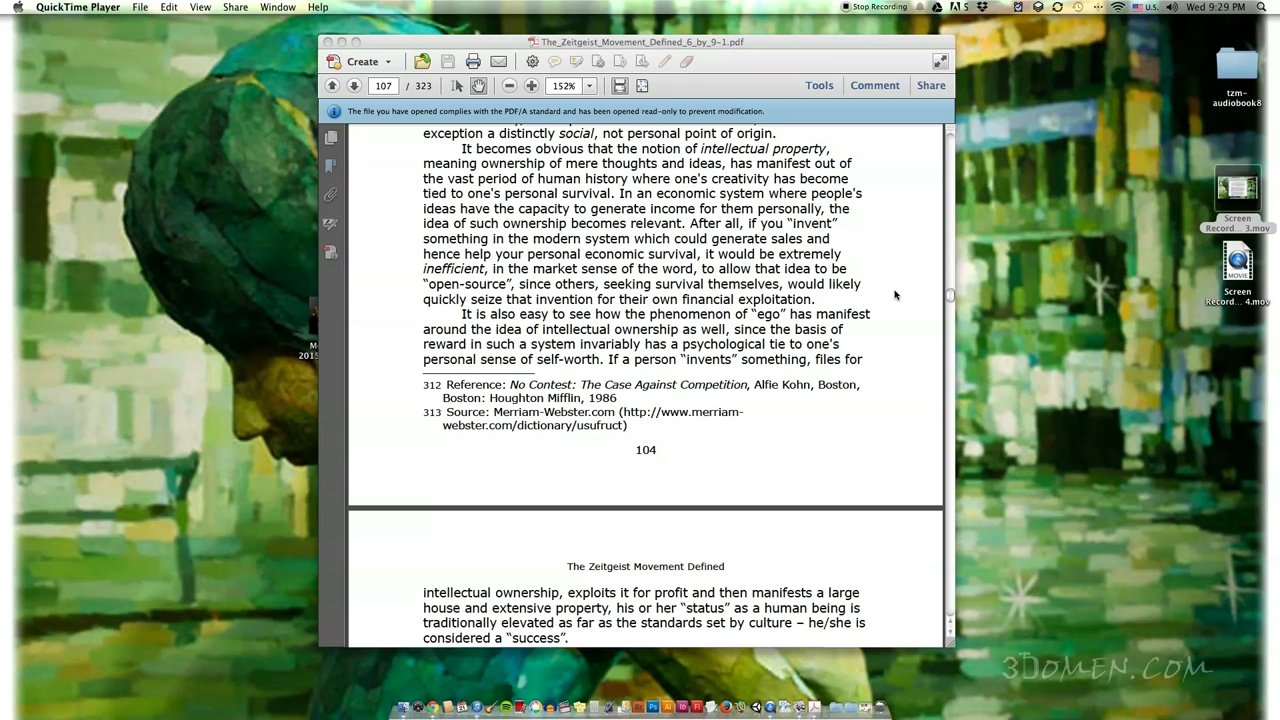 QuickTime Player File Edit View Share Window Help
Stop Recording
5
U.S.
Wed 9:29 PM
The_Zeitgeist_Movement_Defined_6_by_9-1.pdf
Create
107 / 323
152%
Tools Comment Share
The file you have opened complies with the PDF/A standard and has been opened read-only to prevent modification.
exception a distinctly social, not personal point of origin.
It becomes obvious that the notion of intellectual property,
meaning ownership of mere thoughts and ideas, has manifest out of
the vast period of human history where one's creativity has become
tied to one's personal survival. In an economic system where people's
ideas have the capacity to generate income for them personally, the
idea of such ownership becomes relevant. After all, if you “invent”
something in the modern system which could generate sales and
hence help your personal economic survival, it would be extremely
inefficient, in the market sense of the word, to allow that idea to be
“open-source”, since others, seeking survival themselves, would likely
quickly seize that invention for their own financial exploitation.
It is also easy to see how the phenomenon of “ego” has manifest
around the idea of intellectual ownership as well, since the basis of
reward in such a system invariably has a psychological tie to one's
personal sense of self-worth. If a person “invents” something, files for
312 Reference: No Contest: The Case Against Competition, Alfie Kohn, Boston,
Boston: Houghton Mifflin, 1986
313 Source: Merriam-Webster.com (http://www.merriam-
webster.com/dictionary/usufruct)
104
The Zeitgeist Movement Defined
intellectual ownership, exploits it for profit and then manifests a large
house and extensive property, his or her “status” as a human being is
traditionally elevated as far as the standards set by culture – he/she is
considered a “success”.
tzm-
audiobook8
Screen
Record... 3.mov
MOVIE
Screen
Record... 4.mov
3DOMEN.COM